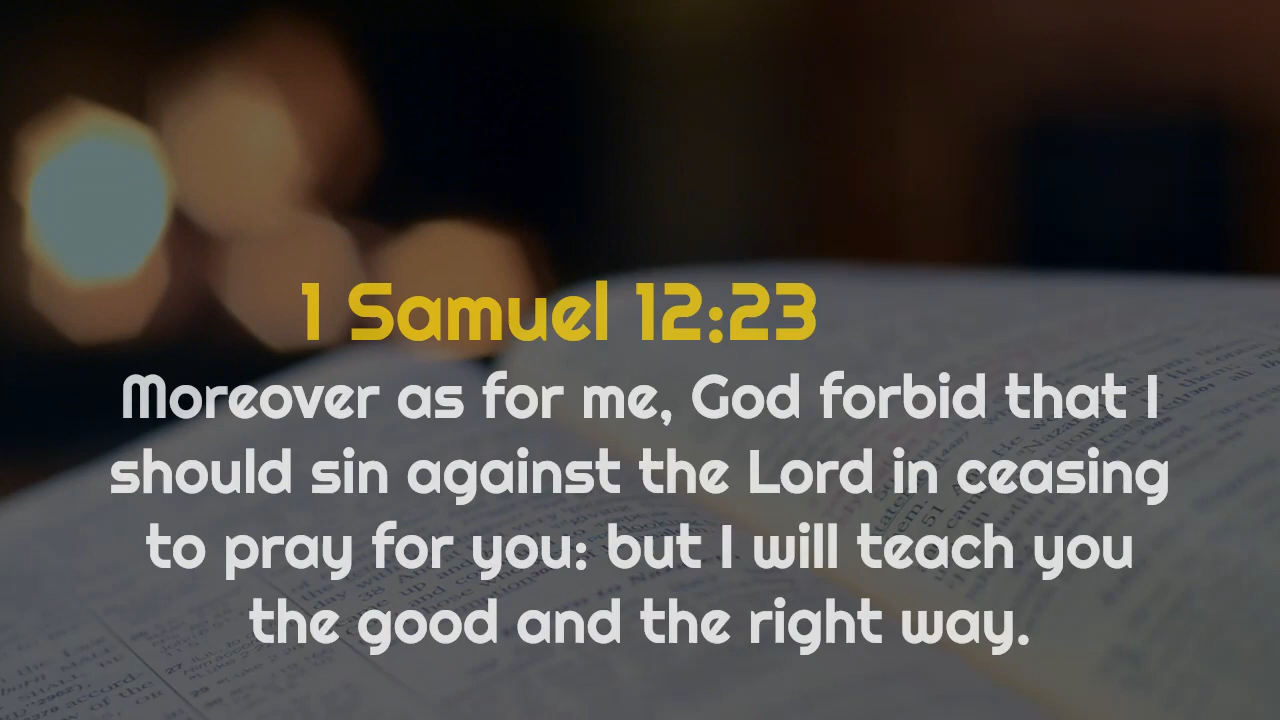 1 Samuel 12:23
Moreover as for me, God forbid that I
should sin against the Lord in ceasing
to pray for you: but I will teach you
the good and the right way.